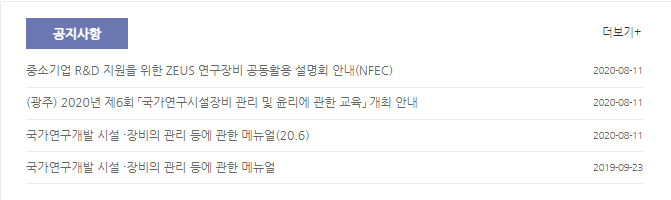 공지사항
더보기+
중소기업 R&D 지원을 위한 ZEUS 연구장비 공동활용 설명회 안내(NFEC) 2020-08-11
(광주) 2020년 제6회 「국가연구시설장비 관리 및 윤리에 관한 교육」 개최 안내 2020-08-11
국가연구개발 시설 ·장비의 관리 등에 관한 메뉴얼(20.6) 2020-08-11
국가연구개발 시설 ·장비의 관리 등에 관한 메뉴얼 2019-09-23